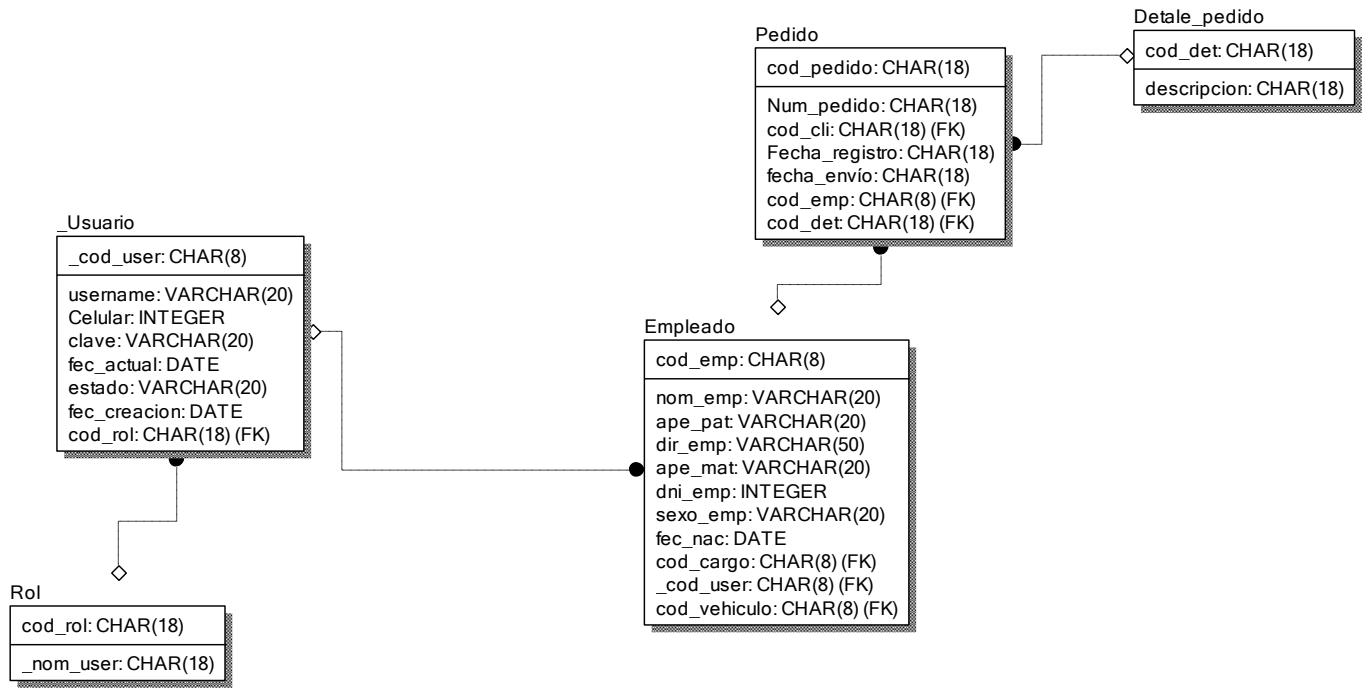 Detale_pedido
cod_det: CHAR(18)
descripcion: CHAR(18)
Pedido
cod_pedido: CHAR(18)
Num_pedido: CHAR(18)
cod_cli: CHAR(18) (FK)
Fecha_registro: CHAR(18)
fecha_envío: CHAR(18)
cod_emp: CHAR(8) (FK)
cod_det: CHAR(18) (FK)
_Usuario
_cod_user: CHAR(8)
username: VARCHAR(20)
Celular: INTEGER
clave: VARCHAR(20)
fec_actual: DATE
estado: VARCHAR(20)
fec_creacion: DATE
cod_rol: CHAR(18) (FK)
Empleado
cod_emp: CHAR(8)
nom_emp: VARCHAR(20)
ape_pat: VARCHAR(20)
dir_emp: VARCHAR(50)
ape_mat: VARCHAR(20)
dni_emp: INTEGER
sexo_emp: VARCHAR(20)
fec_nac: DATE
cod_cargo: CHAR(8) (FK)
_cod_user: CHAR(8) (FK)
cod_vehiculo: CHAR(8) (FK)
Rol
cod_rol: CHAR(18)
_nom_user: CHAR(18)